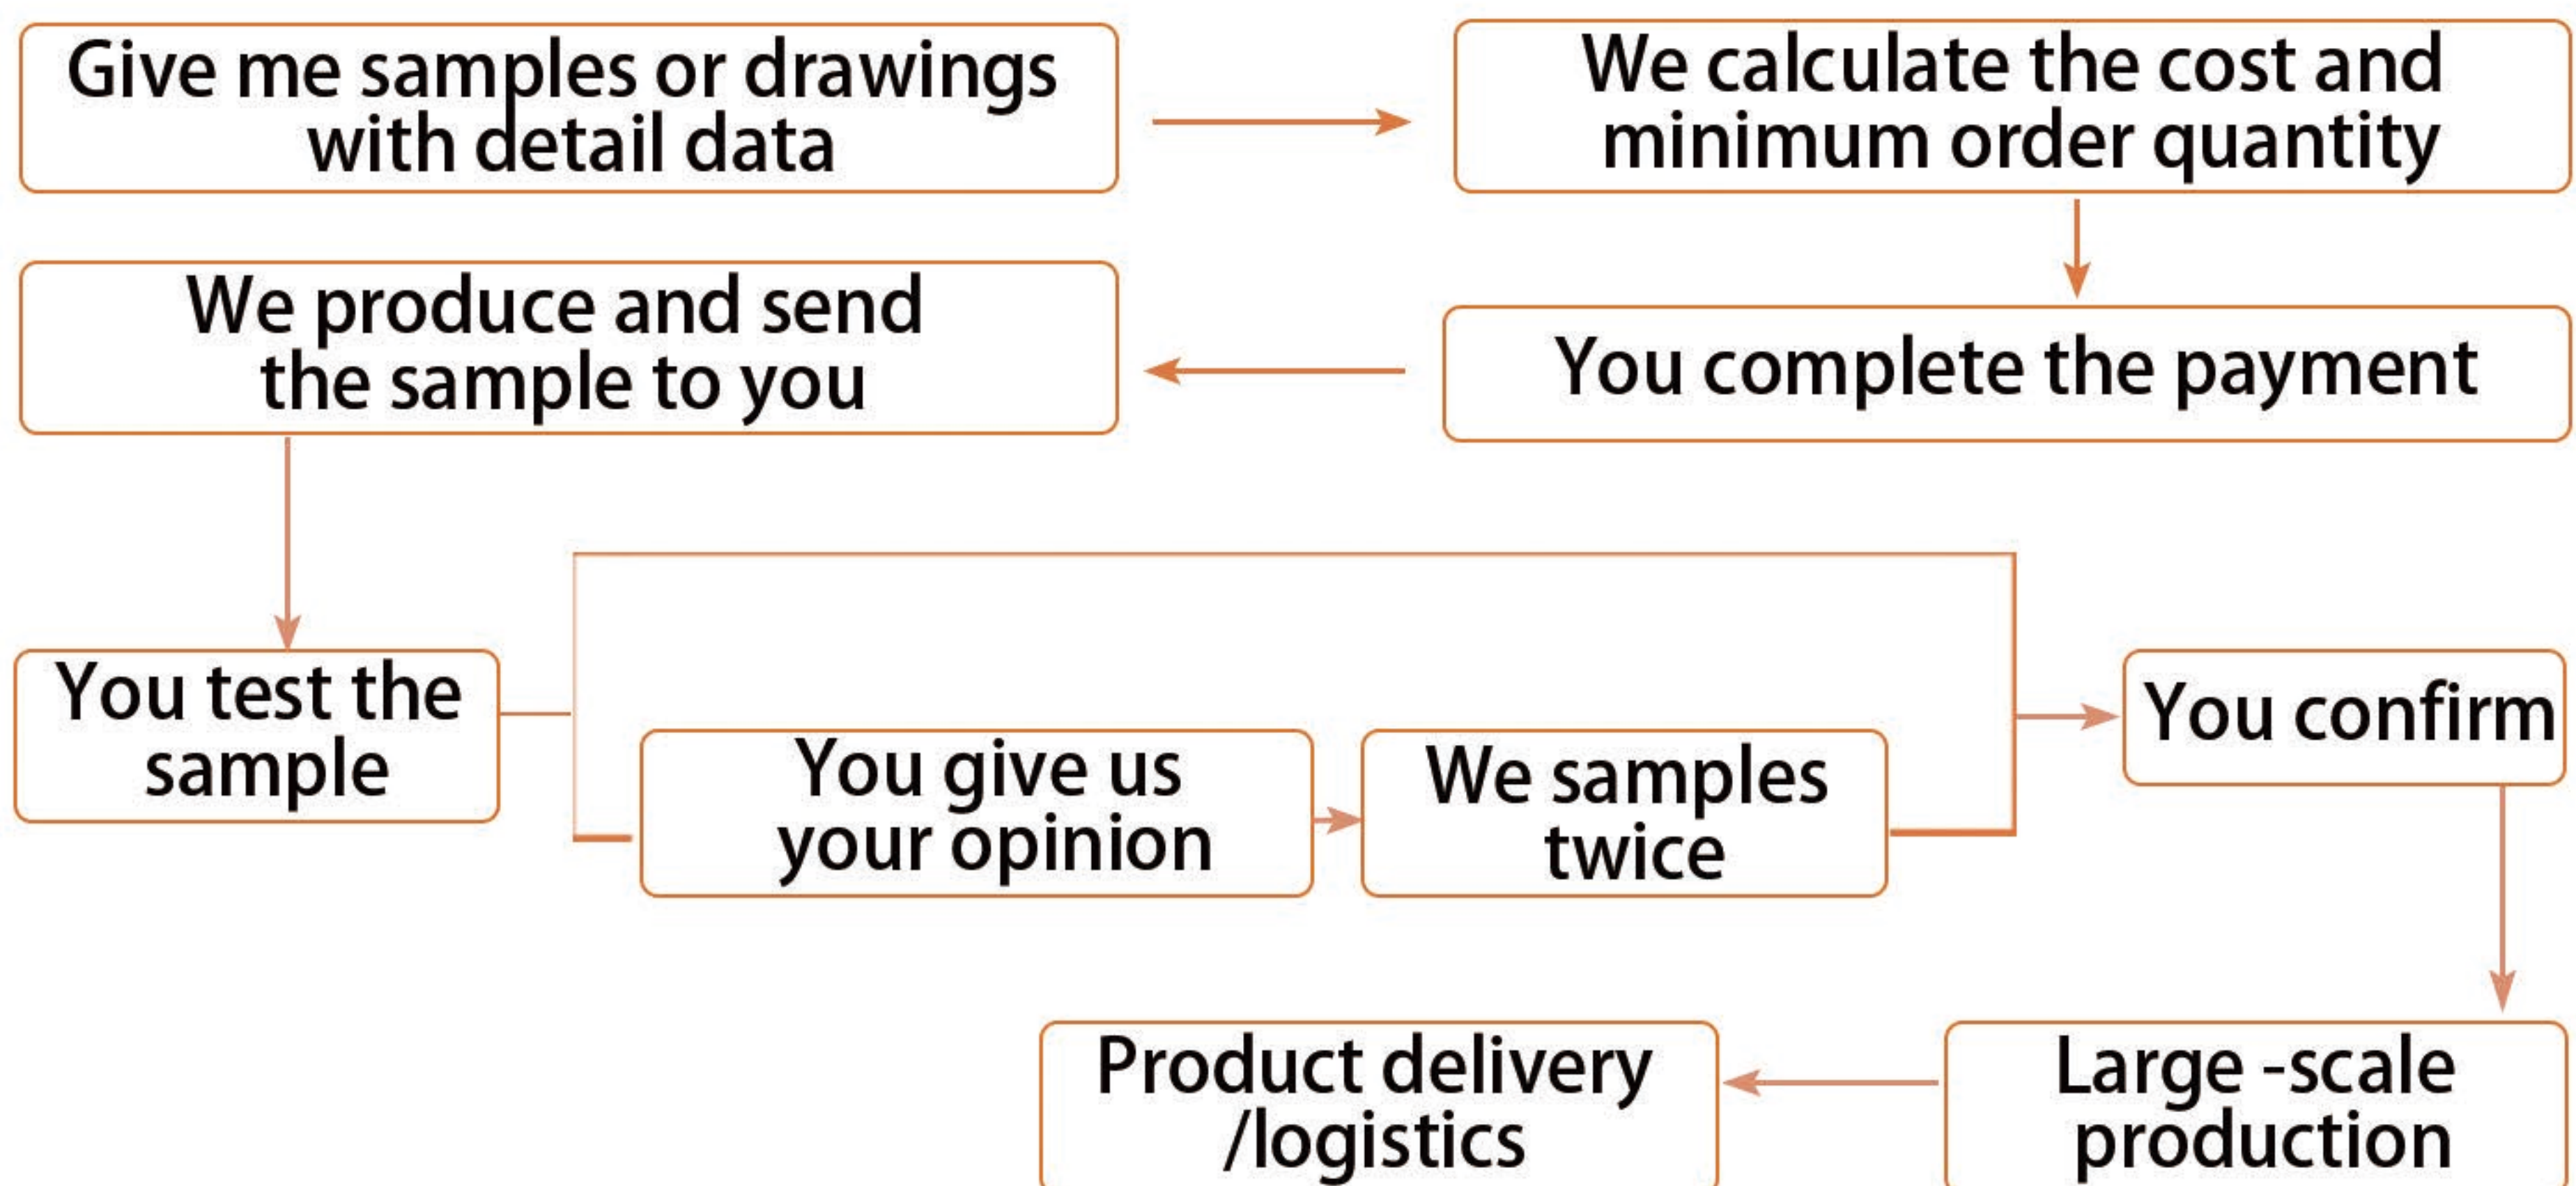 Give me samples or drawings
with detail data
We calculate the cost and
minimum order quantity
You complete the payment
We produce and send
the sample to you
You test the
sample
You give us
your opinion
We samples
twice
You confirm
Large -scale
production
Product delivery
/logistics